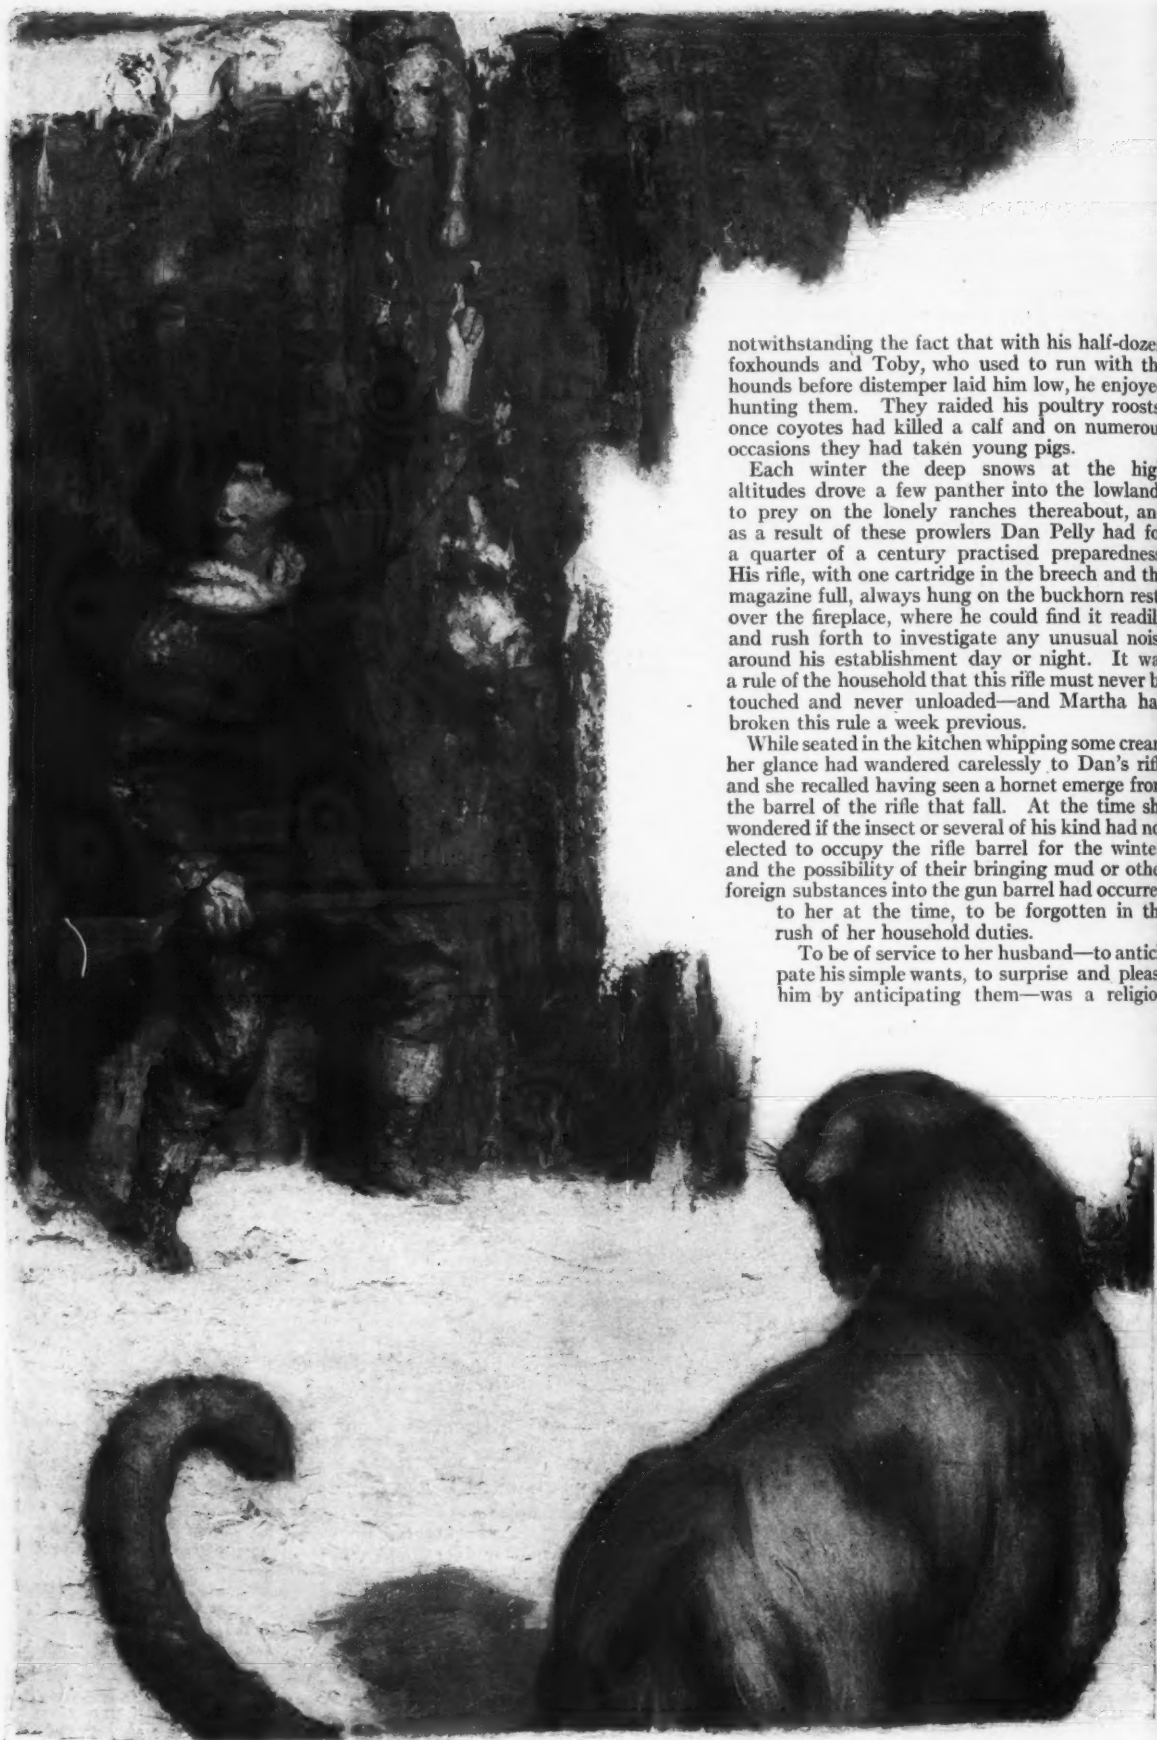 notwithstanding the fact that with his half-doze
foxhounds and Toby, who used to run with th
hounds before distemper laid him low, he enjoye
hunting them. They raided his poultry roosts
once coyotes had killed a calf and on numerou
occasions they had taken young pigs.
Each winter the deep snows at the hig
altitudes drove a few panther into the lowland
to prey on the lonely ranches thereabout, an
as a result of these prowlers Dan Pelly had fo
a quarter of a century practised preparednes
His rifle, with one cartridge in the breech and th
magazine full, always hung on the buckhorn rest
over the fireplace, where he could find it readil
and rush forth to investigate any unusual nois
around his establishment day or night. It wa
a rule of the household that this rifle must never b
touched and never unloaded—and Martha ha
broken this rule a week previous.
While seated in the kitchen whipping some crear
her glance had wandered carelessly to Dan's rifl
and she recalled having seen a hornet emerge fror
the barrel of the rifle that fall. At the time sh
wondered if the insect or several of his kind had no
elected to occupy the rifle barrel for the winte
and the possibility of their bringing mud or othe
foreign substances into the gun barrel had occurre
to her at the time, to be forgotten in th
rush of her household duties.
To be of service to her husband—to antic
pate his simple wants, to surprise and pleas
him by anticipating them—was a religio